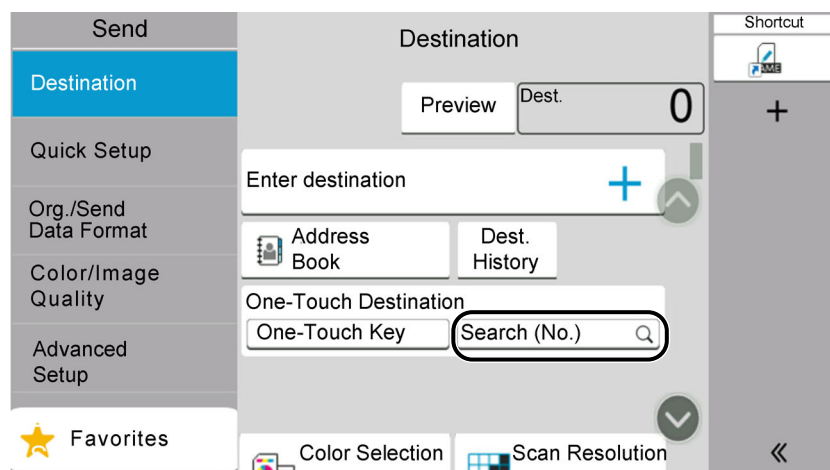 Send
Destination
Quick Setup
Org./Send
Data Format
Color/Image
Quality
Advanced
Setup
Favorites
Destination
Preview
Dest.
0
Enter destination
Address
Book
Dest.
History
One-Touch Destination
One-Touch Key
Search (No.)
Color Selection
Scan Resolution
Shortcut